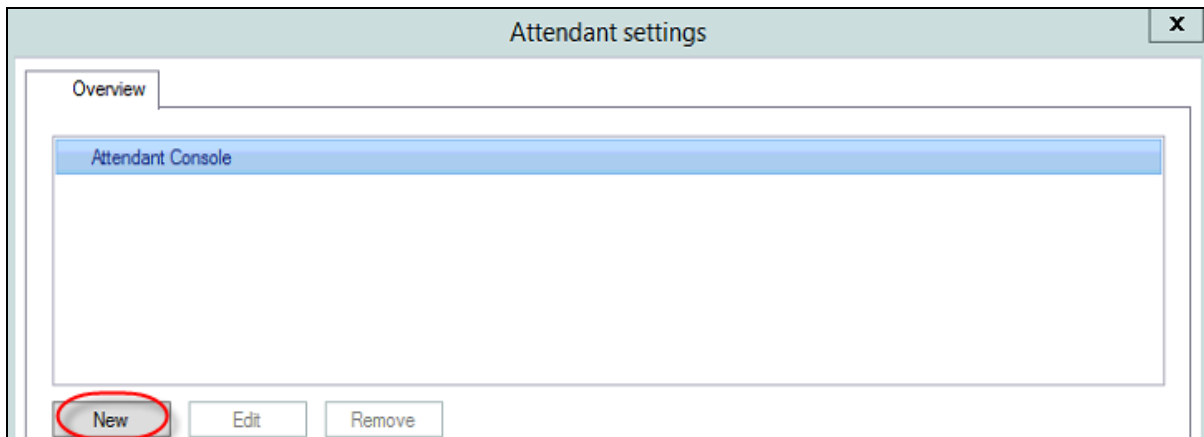 Attendant settings
x
Overview
Attendant Console
New Edit Remove